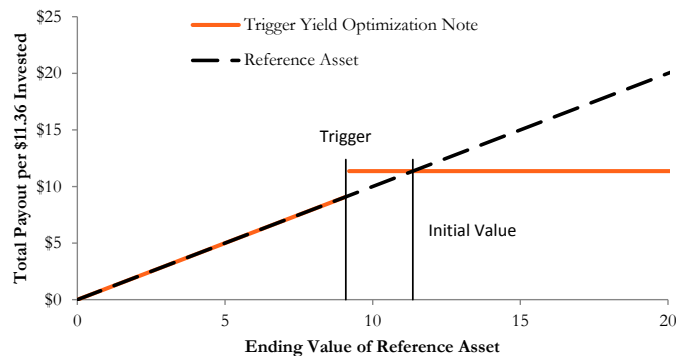 $25
$20
$15
$10
$5
$0
Total Payout per $11.36 Invested
Trigger Yield Optimization Note
Reference Asset
Trigger
Initial Value
0
5
10
15
20
Ending Value of Reference Asset